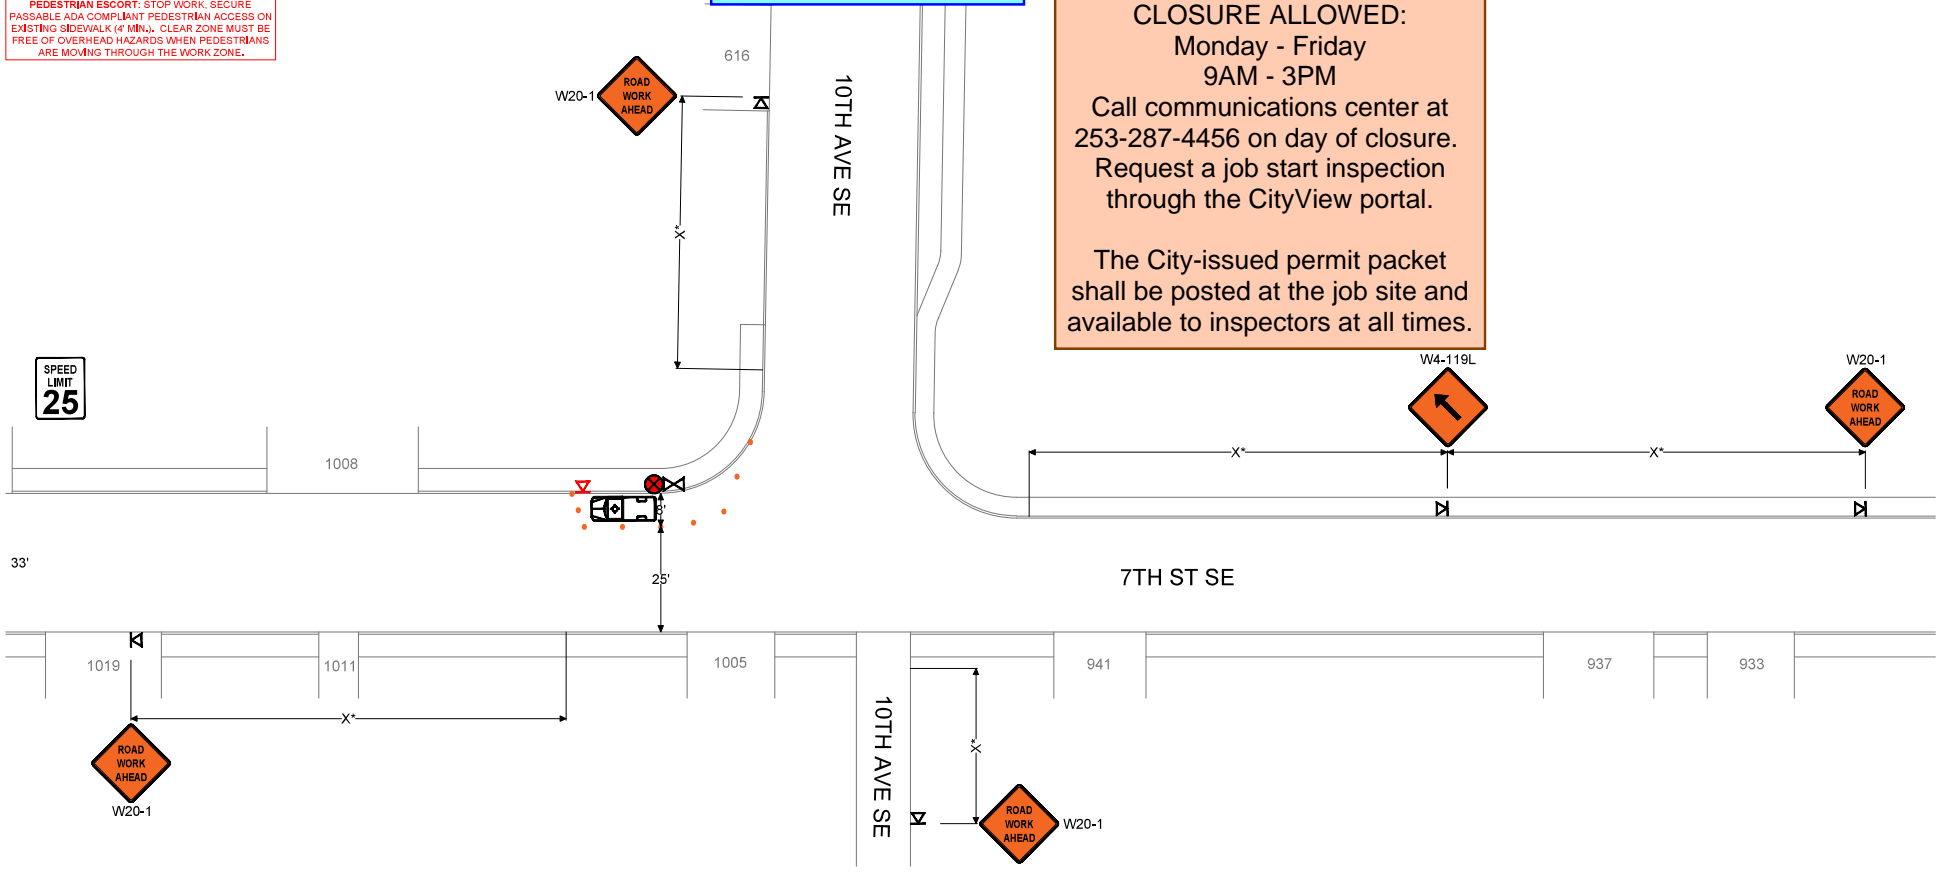 PEDESTRIAN ESCORT: STOP WORK, SECURE
PASSABLE ADA COMPLIANT PEDESTRIAN ACCESS ON
EXISTING SIDEWALK (4' MIN.). CLEAR ZONE MUST BE
FREE OF OVERHEAD HAZARDS WHEN PEDESTRIANS
ARE MOVING THROUGH THE WORK ZONE.
CLOSURE ALLOWED:
Monday - Friday
9AM - 3PM
Call communications center at
253-287-4456 on day of closure.
Request a job start inspection
through the CityView portal.
The City-issued permit packet
shall be posted at the job site and
available to inspectors at all times.
616
W20-1
ROAD
WORK
AHEAD
10TH AVE SE
X*
SPEED
LIMIT
25
W4-119L
W20-1
ROAD
WORK
AHEAD
X*
X*
1008
8'
33'
25'
7TH ST SE
1019
1011
1005
941
937
933
X*
ROAD
WORK
AHEAD
W20-1
10TH AVE SE
X*
ROAD
WORK
AHEAD
W20-1